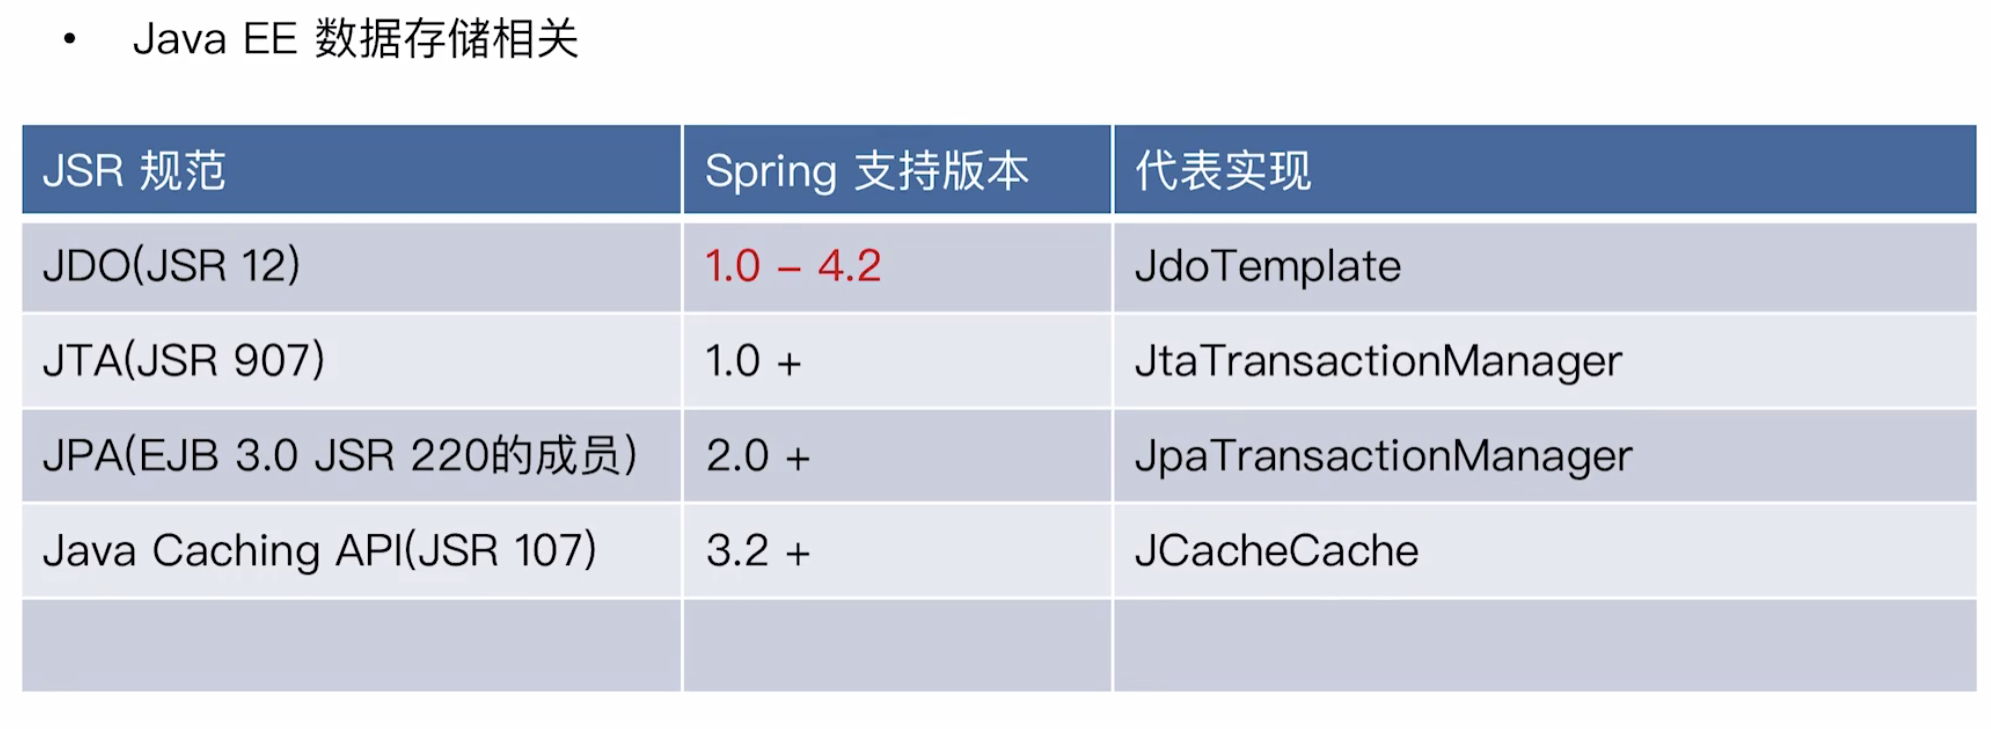 • Java EE 数据存储相关
JSR 规范 Spring 支持版本 代表实现
JDO(JSR 12) 1.0 – 4.2 JdoTemplate
JTA(JSR 907) 1.0 + JtaTransactionManager
JPA(EJB 3.0 JSR 220的成员) 2.0 + JpaTransactionManager
Java Caching API(JSR 107) 3.2 + JCacheCache